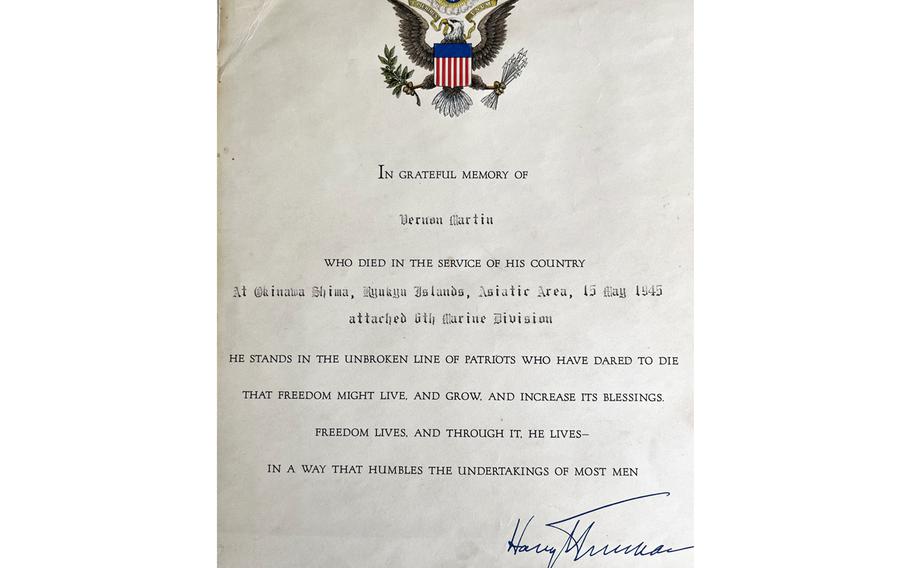 IN GRATEFUL MEMORY OF
Vernon Martin
WHO DIED IN THE SERVICE OF HIS COUNTRY
At Okinawa Shima, Ryukyu Islands, Asiatic Area, 15 May 1945
attached 6th Marine Division
HE STANDS IN THE UNBROKEN LINE OF PATRIOTS WHO HAVE DARED TO DIE
THAT FREEDOM MIGHT LIVE, AND GROW, AND INCREASE ITS BLESSINGS.
FREEDOM LIVES, AND THROUGH IT, HE LIVES–
IN A WAY THAT HUMBLES THE UNDERTAKINGS OF MOST MEN
Harry Truman